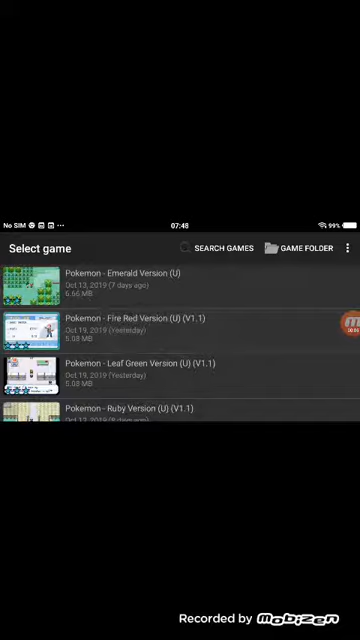 No SIM 07:48 99%
Select game SEARCH GAMES GAME FOLDER
Pokemon - Emerald Version (U)
Oct 13, 2019 (7 days ago)
6.66 MB
Pokemon - Fire Red Version (U) (V1.1)
Oct 19, 2019 (Yesterday)
5.08 MB
Pokemon - Leaf Green Version (U) (V1.1)
Oct 19, 2019 (Yesterday)
5.08 MB
Pokemon - Ruby Version (U) (V1.1)
Recorded by Mobizen